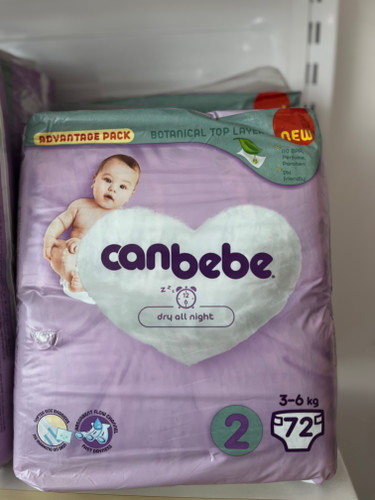 ADVANTAGE PACK
BOTANICAL TOP LAYER
NEW
canbebe
dry all night
3-6 kg
2
72